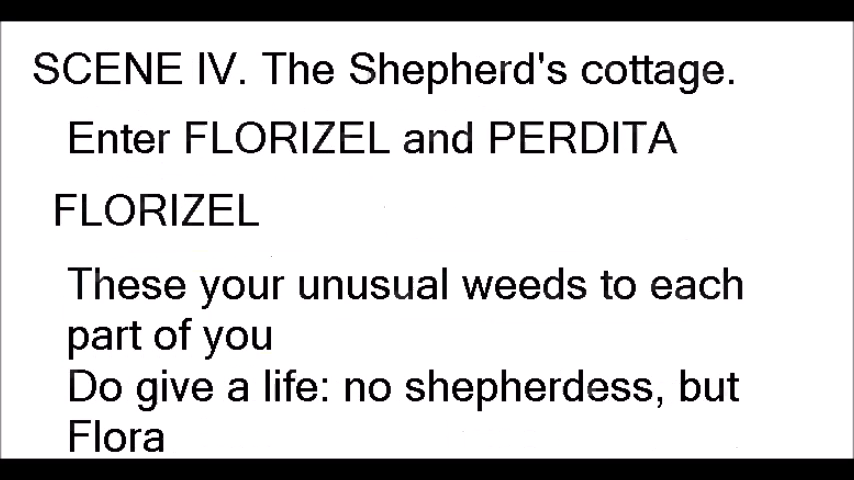 SCENE IV. The Shepherd's cottage.
Enter FLORIZEL and PERDITA
FLORIZEL
These your unusual weeds to each
part of you
Do give a life: no shepherdess, but
Flora